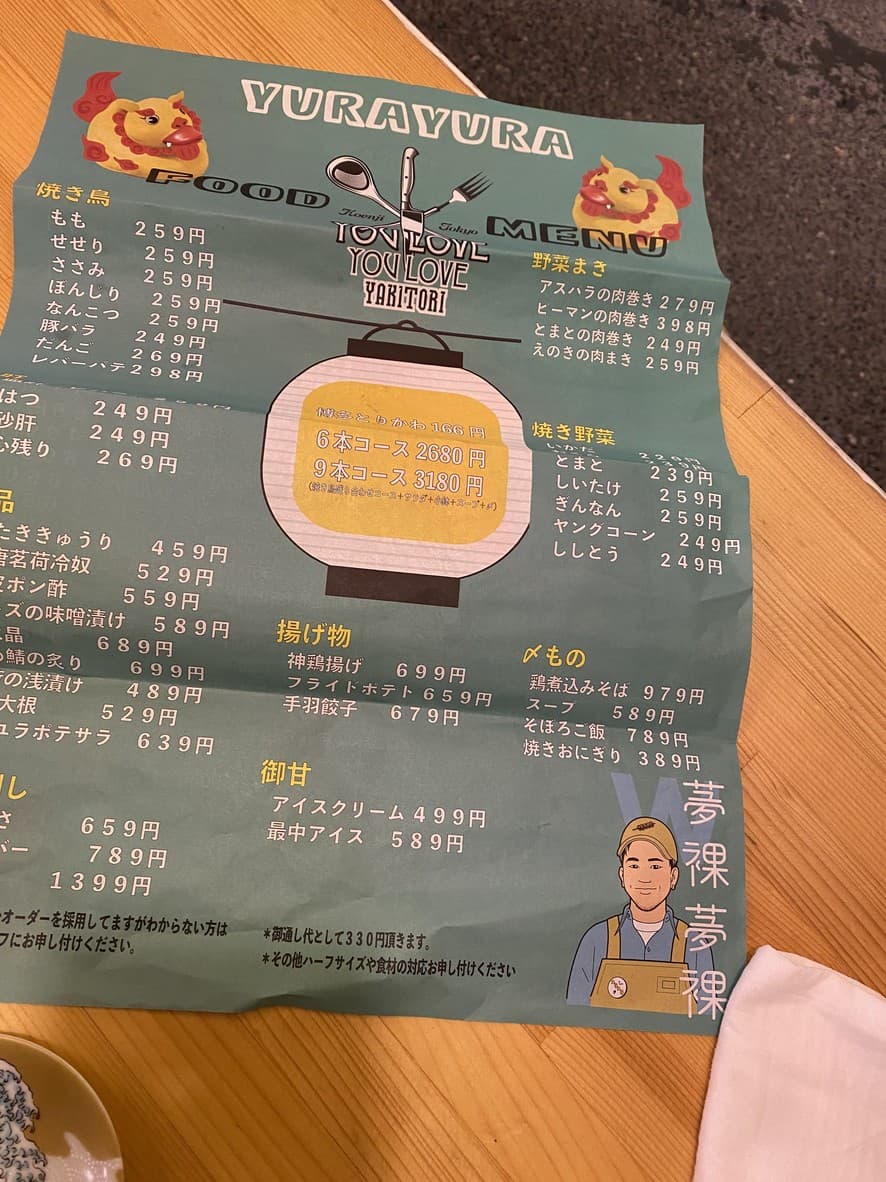 YURAYURA
FOOD
Koenji
Tokyo
MENU
YOU LOVE
YOU LOVE
YAKITORI
焼き鳥
もも 259円
せせり 259円
ささみ 259円
ぼんじり 259円
なんこつ 259円
豚バラ 249円
だんご 269円
レバーパテ 298円
はつ 249円
砂肝 249円
心残り 269円
品
たききゅうり 459円
茗荷冷奴 529円
ポン酢 559円
ズの味噌漬け 589円
晶 689円
鯖の炙り 699円
の浅漬け 489円
大根 529円
ユラポテサラ 639円
し
さ 659円
バー 789円
1399円
オーダーを採用してますがわからない方は
フにお申し付けください。
博多とりかわ 166円
6本コース 2680円
9本コース 3180円
野菜まき
アスパラの肉巻き 279円
ピーマンの肉巻き 398円
とまとの肉巻き 249円
えのきの肉まき 259円
焼き野菜
とまと 239円
しいたけ 259円
ぎんなん 259円
ヤングコーン 249円
ししとう 249円
揚げ物
神鶏揚げ 699円
フライドポテト 659円
手羽餃子 679円
〆もの
鶏煮込みそば 979円
スープ 589円
そぼろご飯 789円
焼きおにぎり 389円
御甘
アイスクリーム 499円
最中アイス 589円
*御通し代として330円頂きます。
*その他ハーフサイズや食材の対応お申し付けください
夢裸夢裸